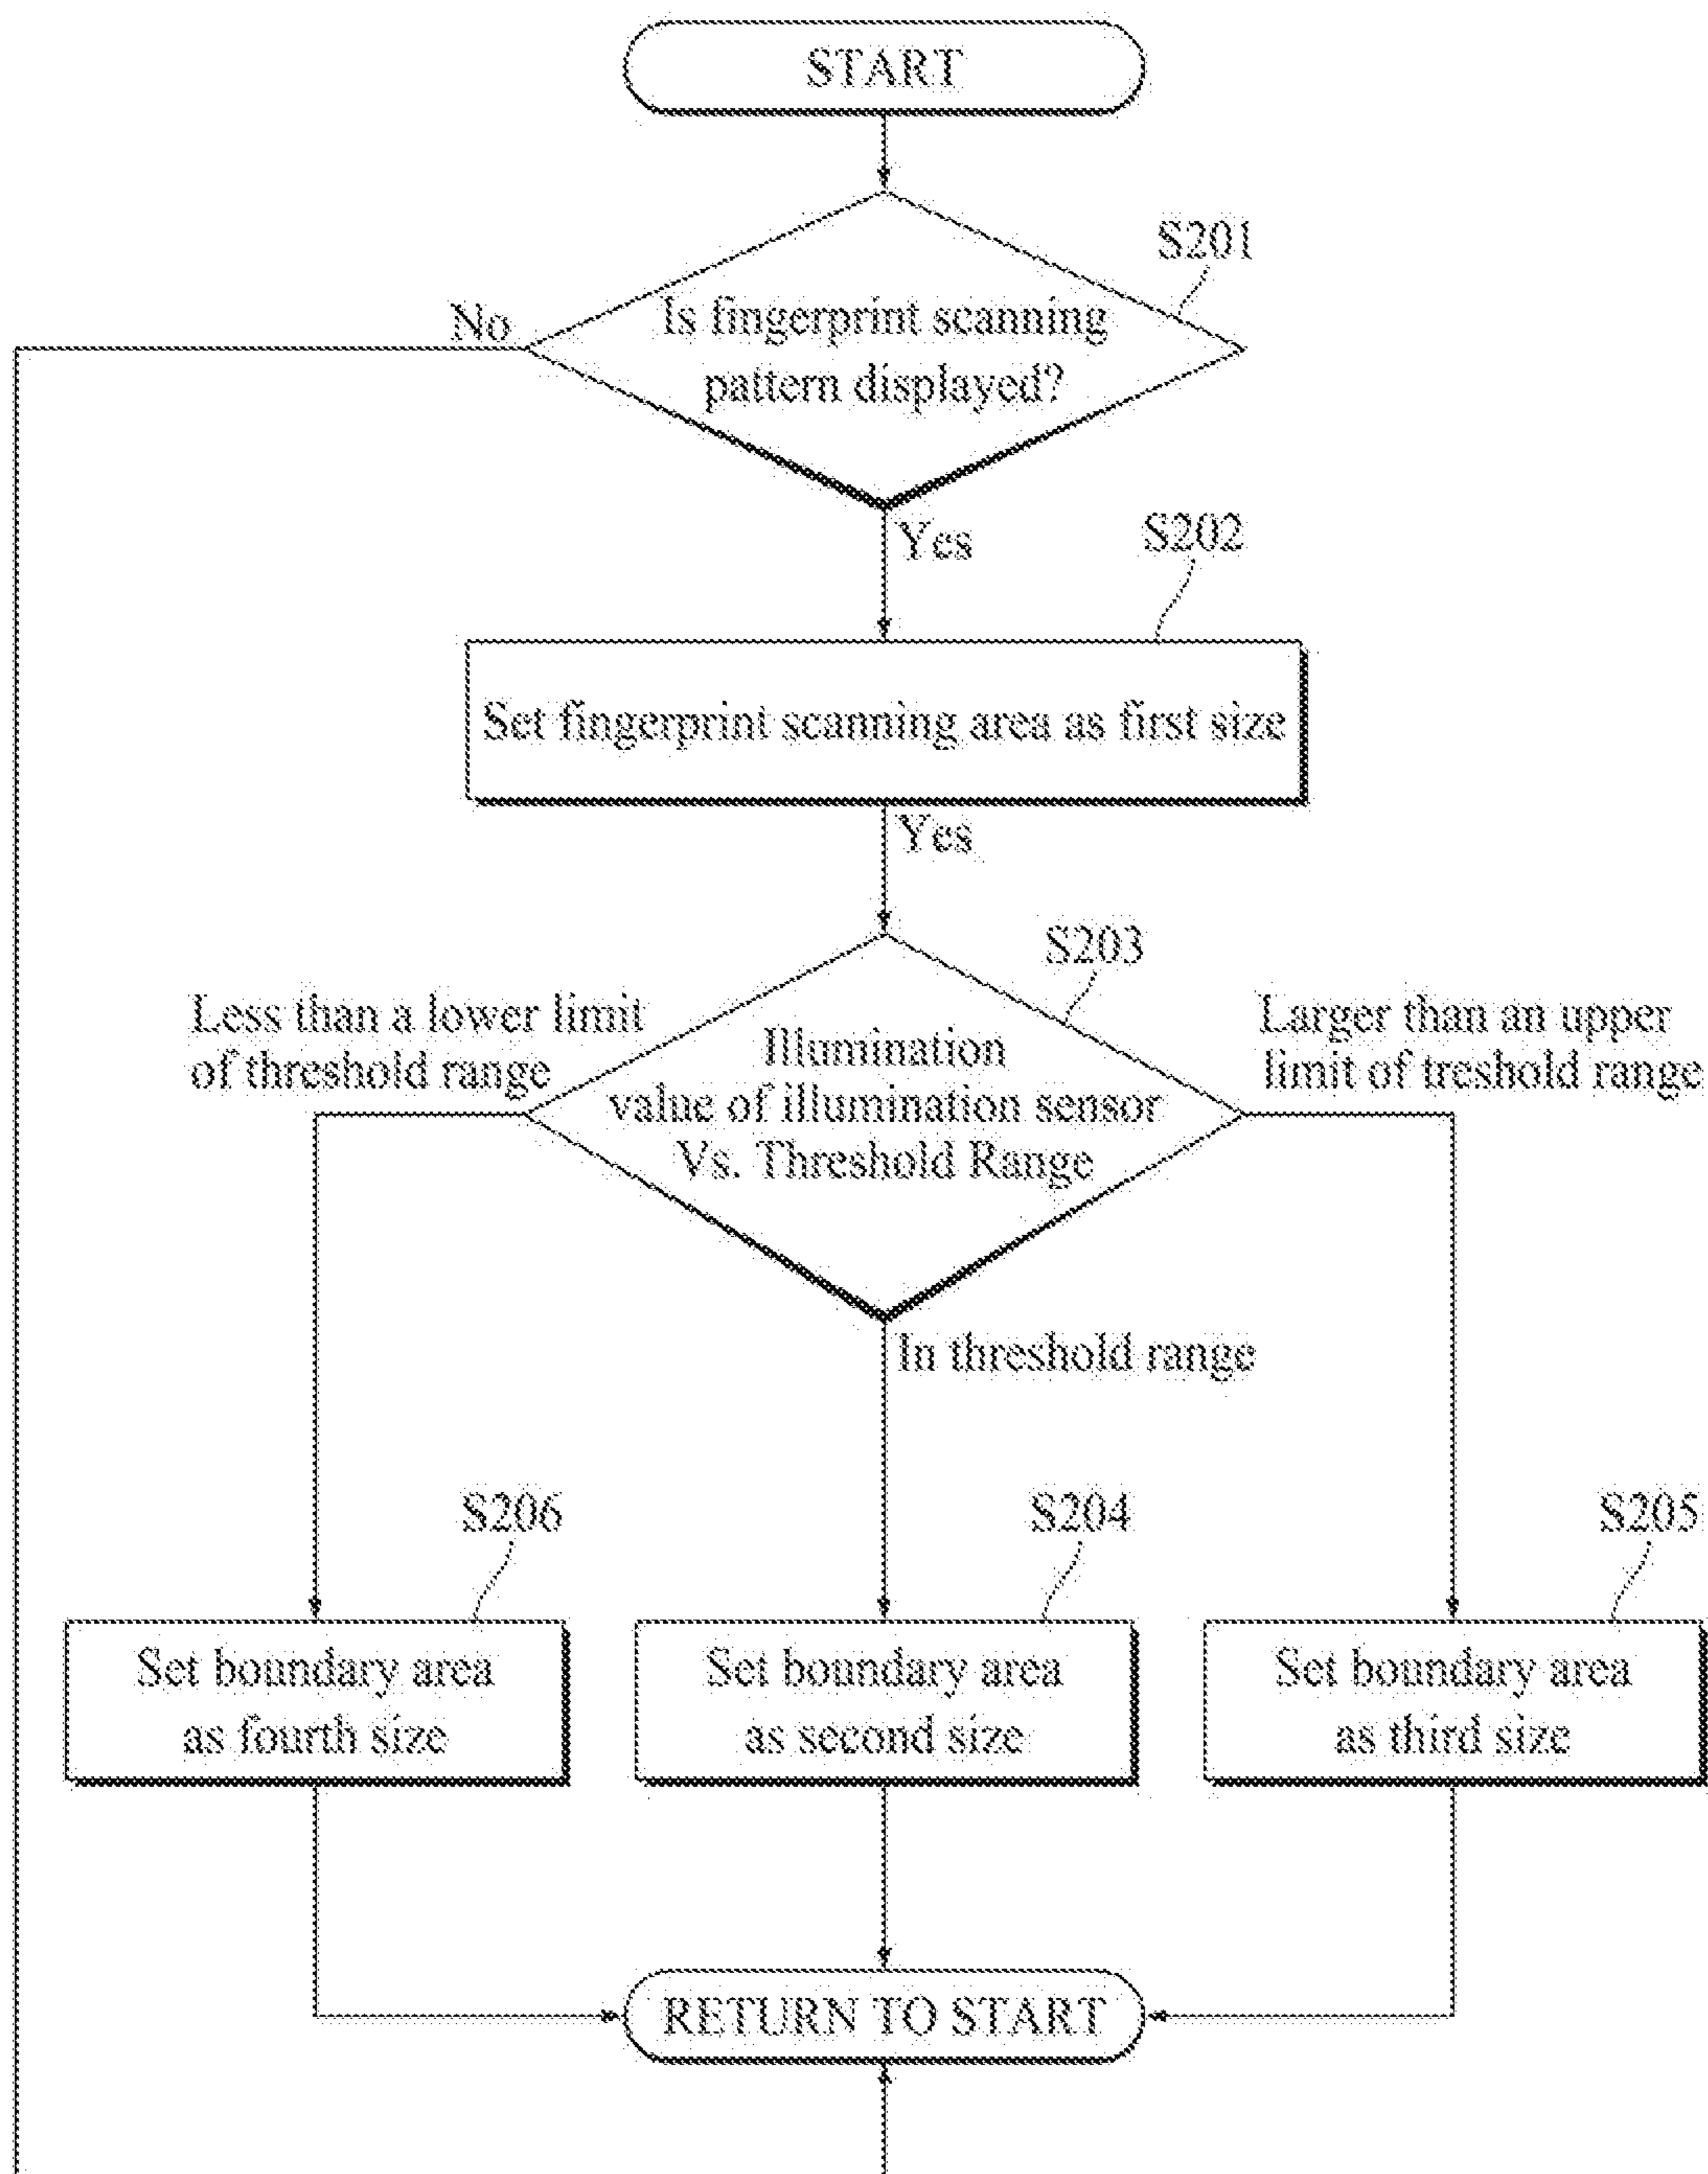 START
S201
No
Is fingerprint scanning
pattern displayed?
Yes
S202
Set fingerprint scanning area as first size
Yes
S203
Less than a lower limit
of threshold range
Illumination
value of illumination sensor
Vs. Threshold Range
Larger than an upper
limit of treshold range
In threshold range
S206
S204
S205
Set boundary area
as fourth size
Set boundary area
as second size
Set boundary area
as third size
RETURN TO START